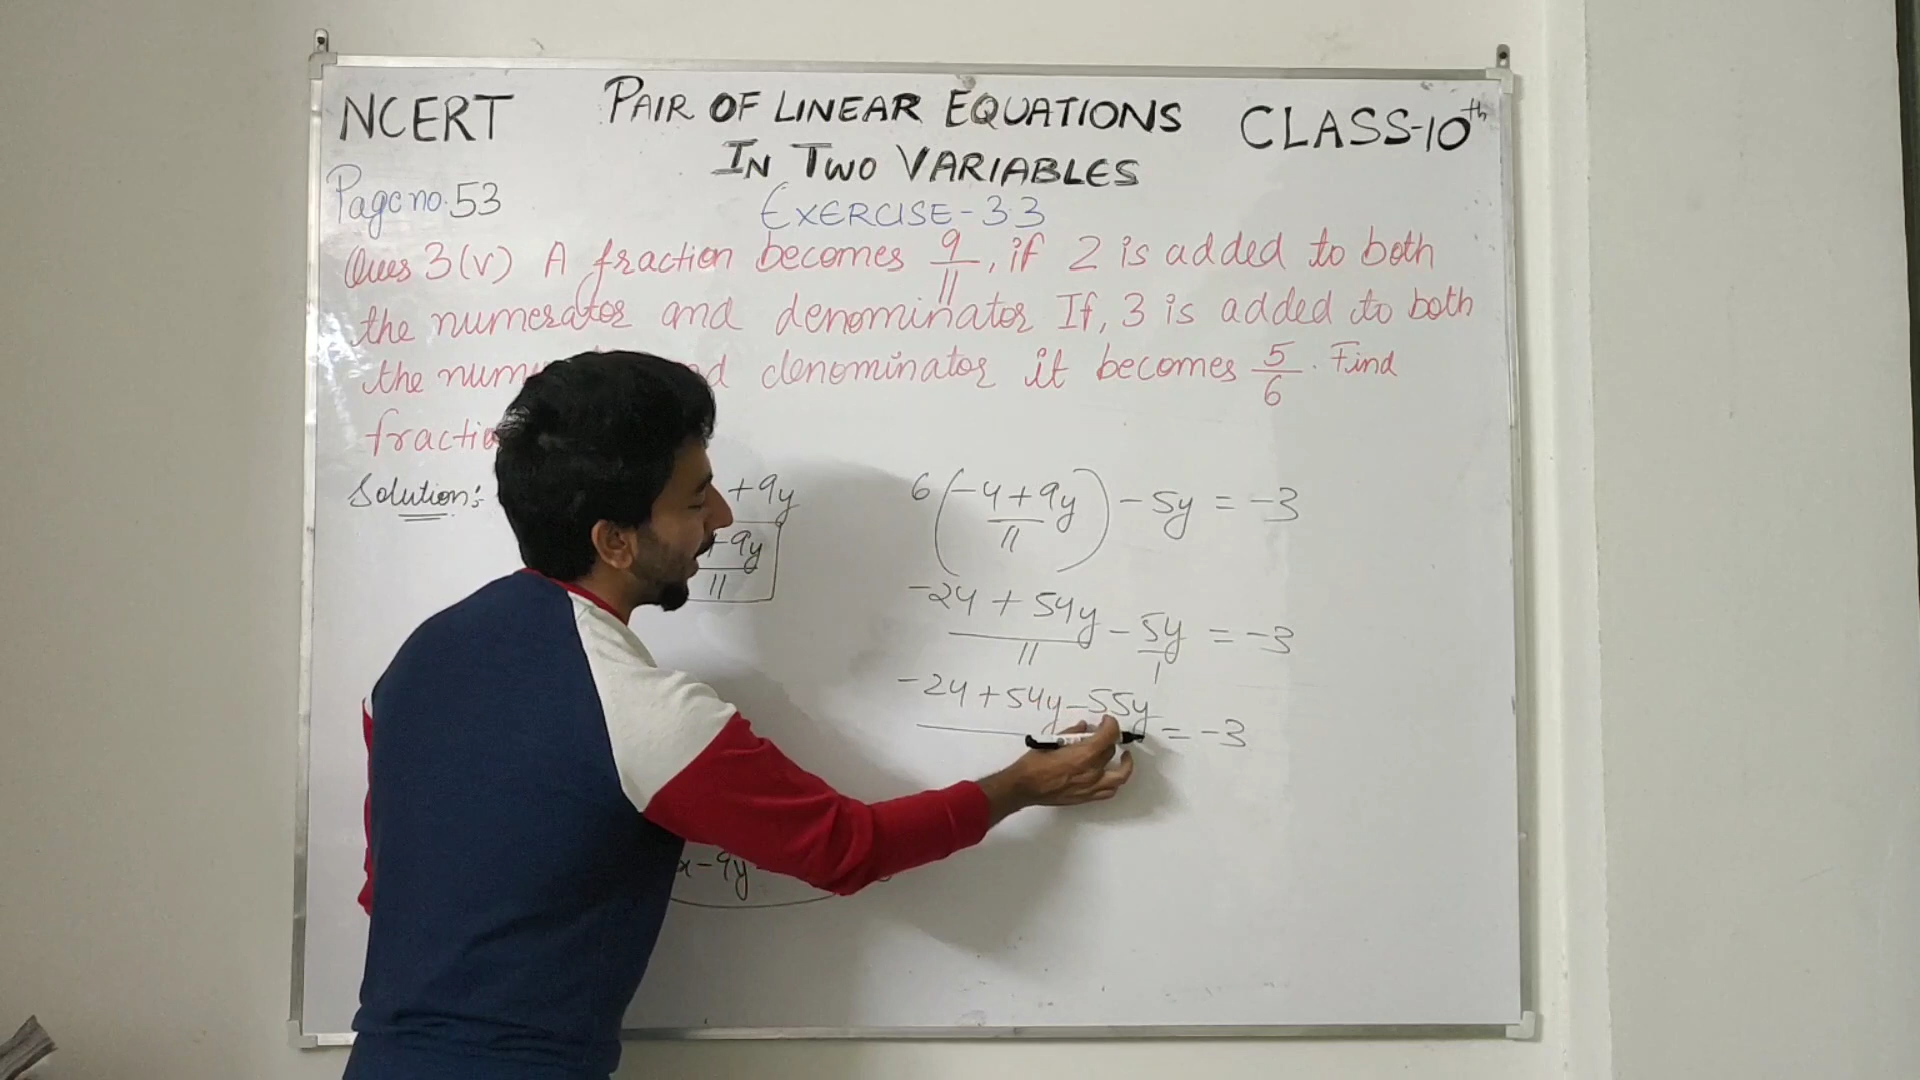 NCERT PAIR OF LINEAR EQUATIONS CLASS-10th
IN TWO VARIABLES
Page no. 53
EXERCISE-3.3
Ques 3(V) A fraction becomes 9/11, if 2 is added to both
the numerator and denominator If, 3 is added to both
the num d denominator it becomes 5/6. Find
fractio
Solution:-
+9y
+9y
11
x-9y
6(-4+9y/11)-5y=-3
-24+54y/11-5y/1=-3
-24+54y-55y=-3